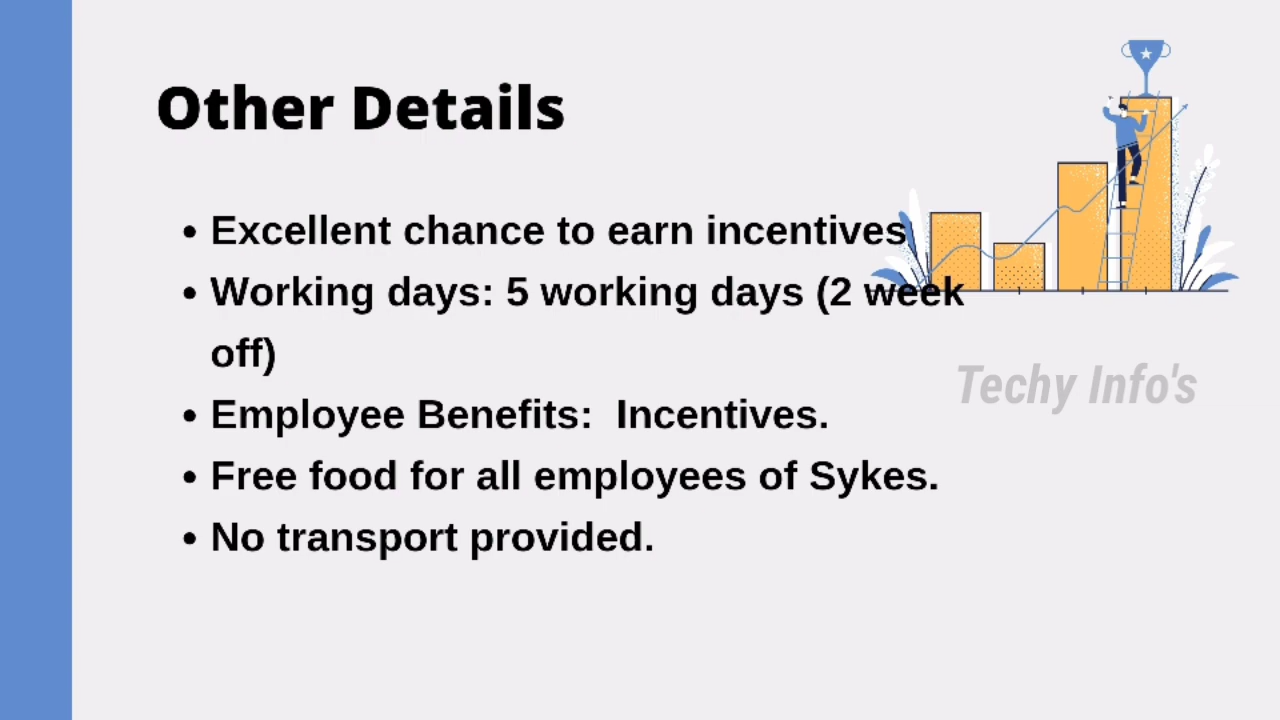 Other Details
• Excellent chance to earn incentives
• Working days: 5 working days (2 week
off)
• Employee Benefits:  Incentives.
• Free food for all employees of Sykes.
• No transport provided.
Techy Info's